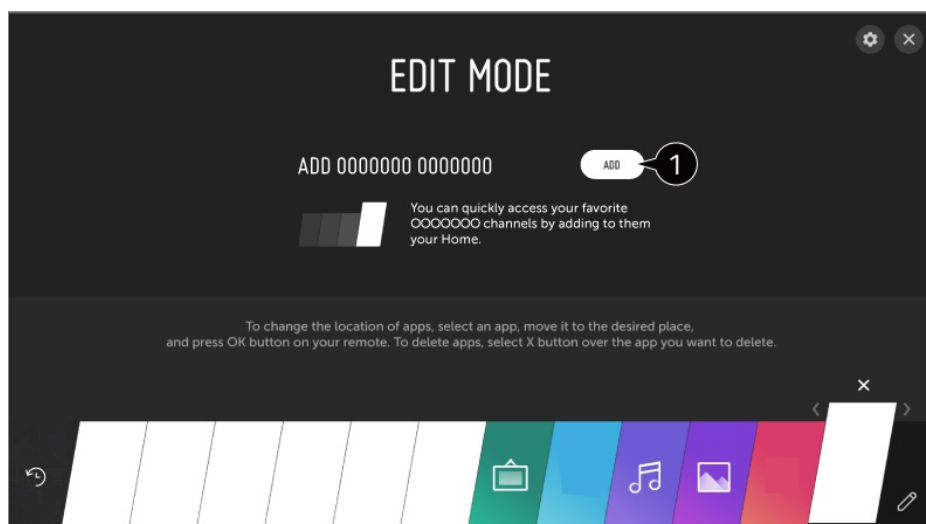 EDIT MODE
ADD OOOOOOO OOOOOOO
ADD
1
You can quickly access your favorite
OOOOOOO channels by adding to them
your Home.
To change the location of apps, select an app, move it to the desired place,
and press OK button on your remote. To delete apps, select X button over the app you want to delete.